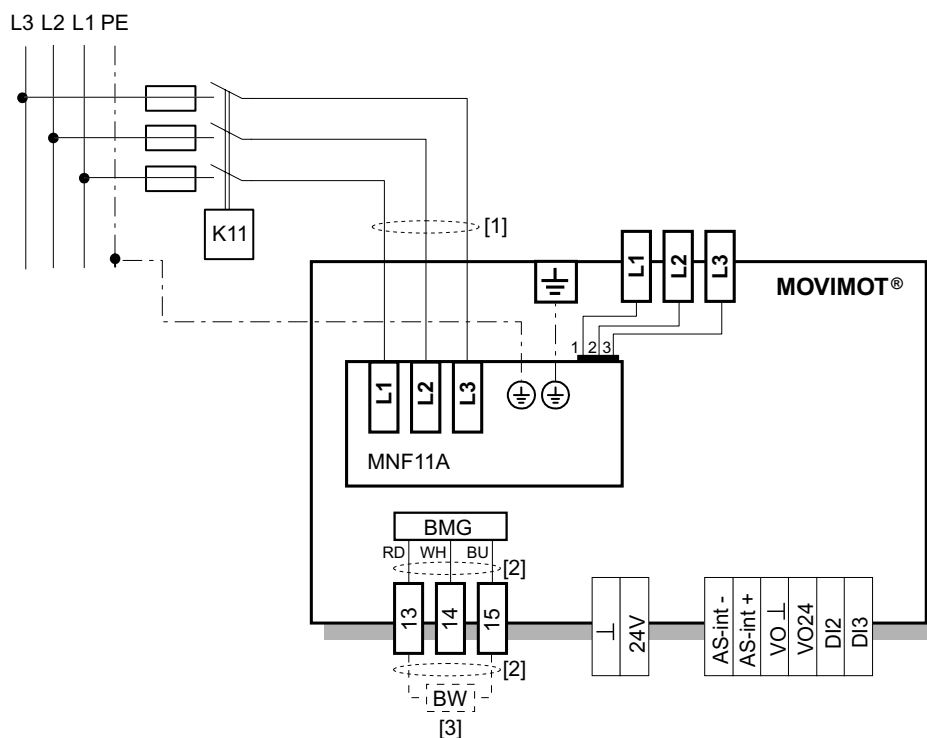 L3 L2 L1 PE
K11
[1]
L1
L2
L3
MOVIMOT®
1 2 3
L1
L2
L3
MNF11A
BMG
RD WH BU
[2]
13
14
15
24V
AS-int -
AS-int +
VO ⊥
VO24
DI2
DI3
⊥
[2]
BW
[3]